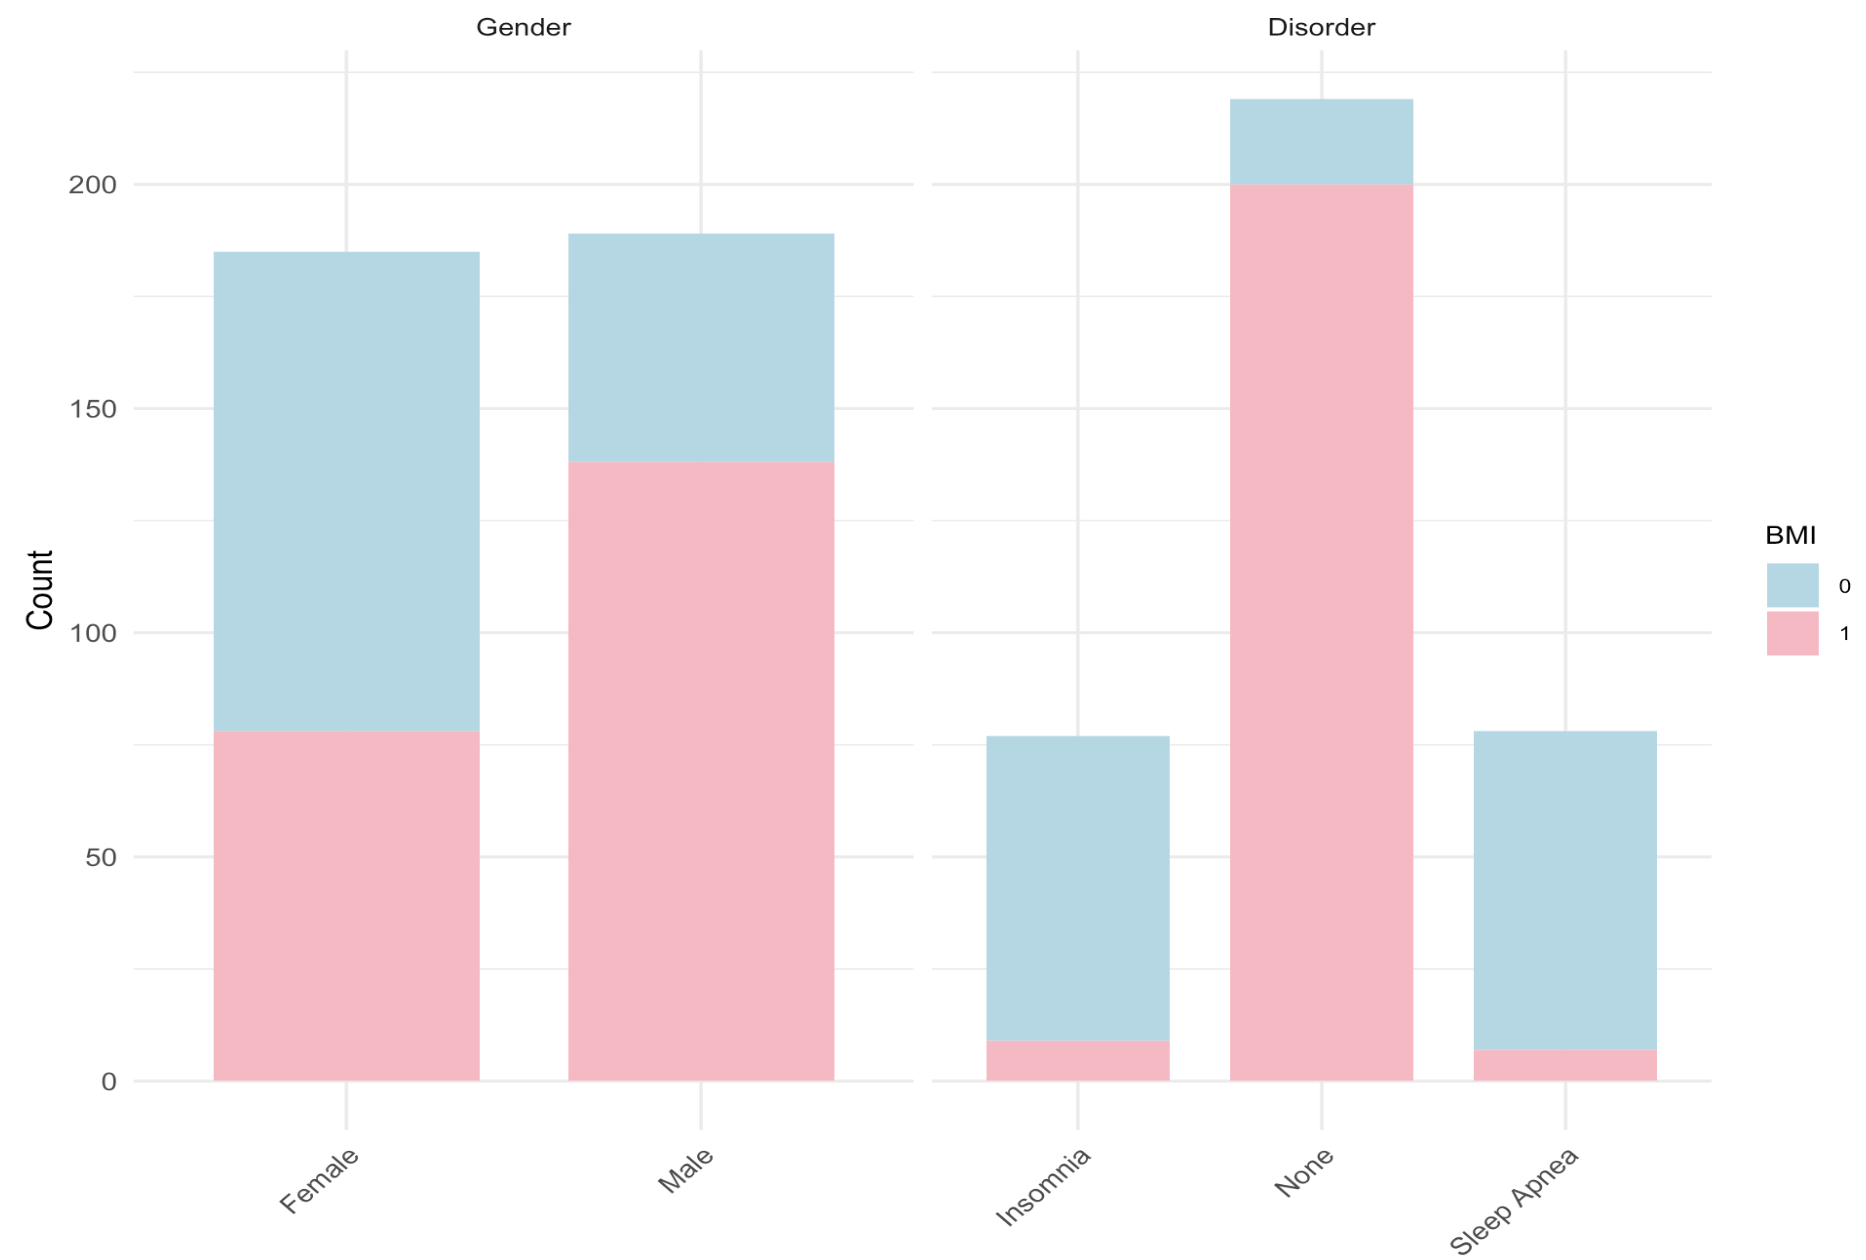 Gender
Disorder
Count
200
150
100
50
0
Female
Male
Insomnia
None
Sleep Apnea
BMI
0
1